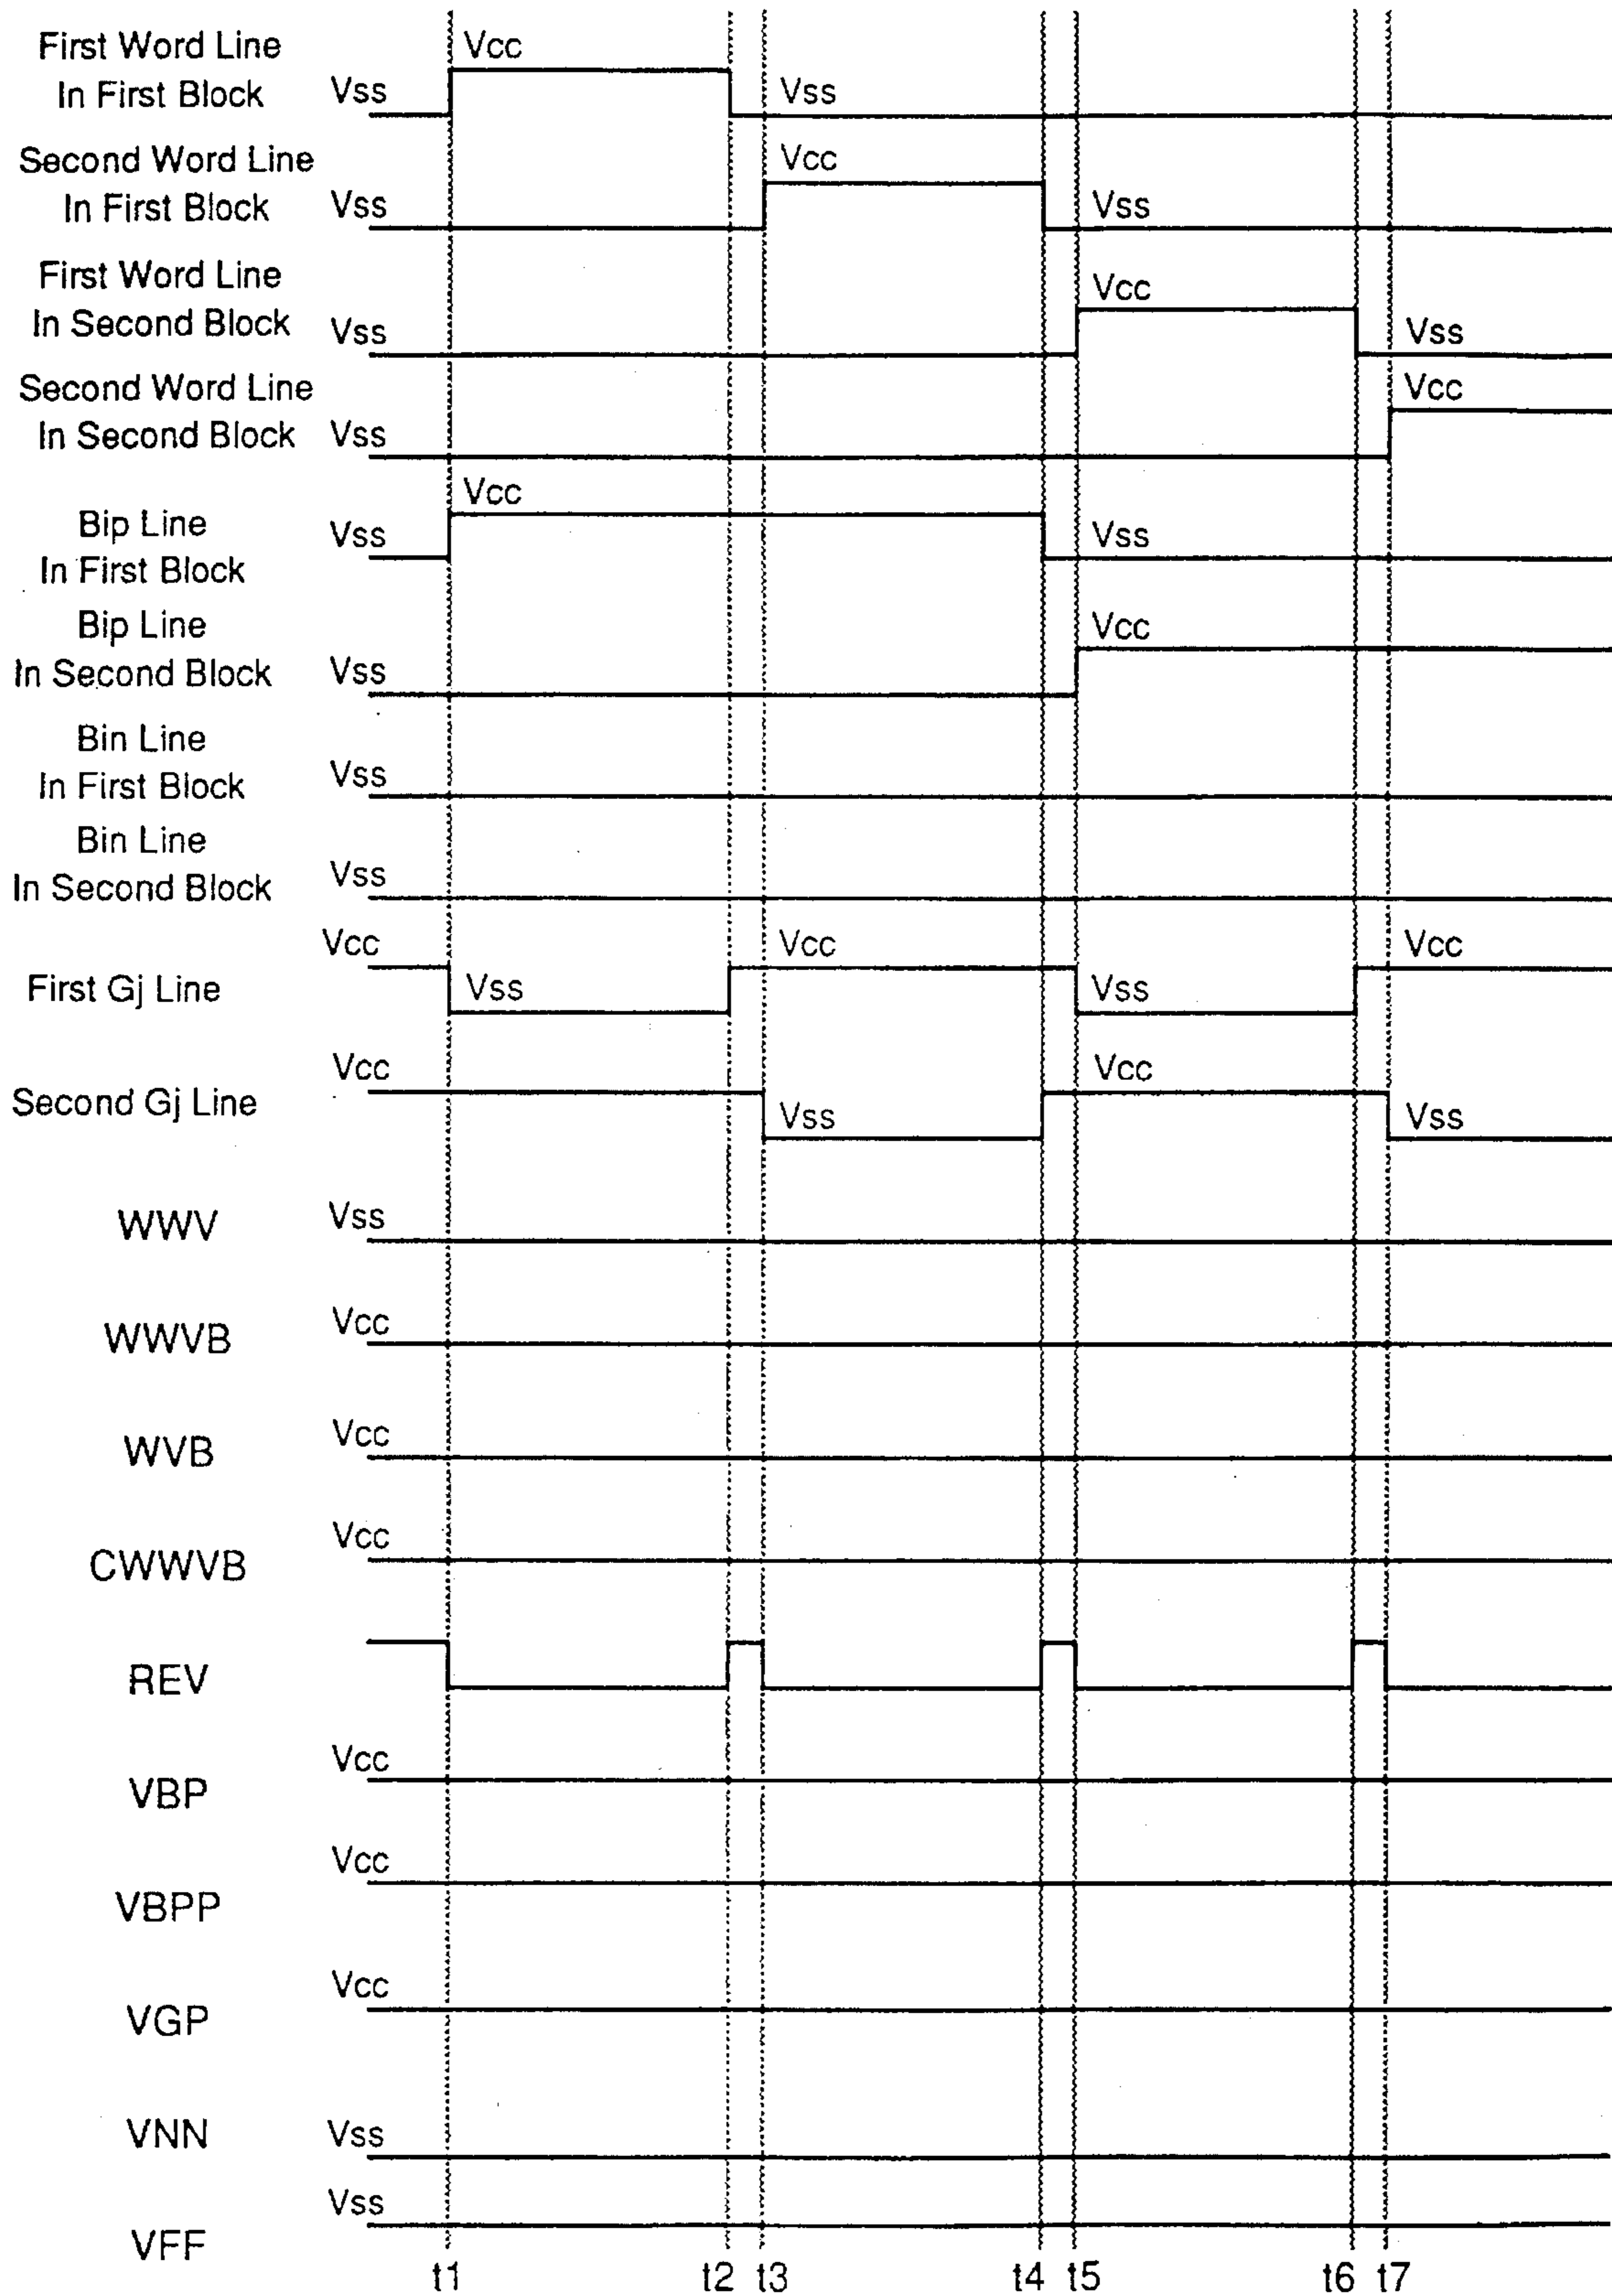 First Word Line
In First Block
Vss
Vcc
Vss
Second Word Line
In First Block
Vss
Vcc
Vss
First Word Line
In Second Block
Vss
Vcc
Vss
Second Word Line
In Second Block
Vss
Vcc
Bip Line
In First Block
Vss
Vcc
Vss
Bip Line
In Second Block
Vss
Vcc
Bin Line
In First Block
Vss
Bin Line
In Second Block
Vss
First Gj Line
Vcc
Vss
Vcc
Vss
Vcc
Second Gj Line
Vcc
Vss
Vcc
Vss
WWV
Vss
WWVB
Vcc
WVB
Vcc
CWWVB
Vcc
REV
VBP
Vcc
VBPP
Vcc
VGP
Vcc
VNN
Vss
VFF
Vss
t1 t2 t3 t4 t5 t6 t7